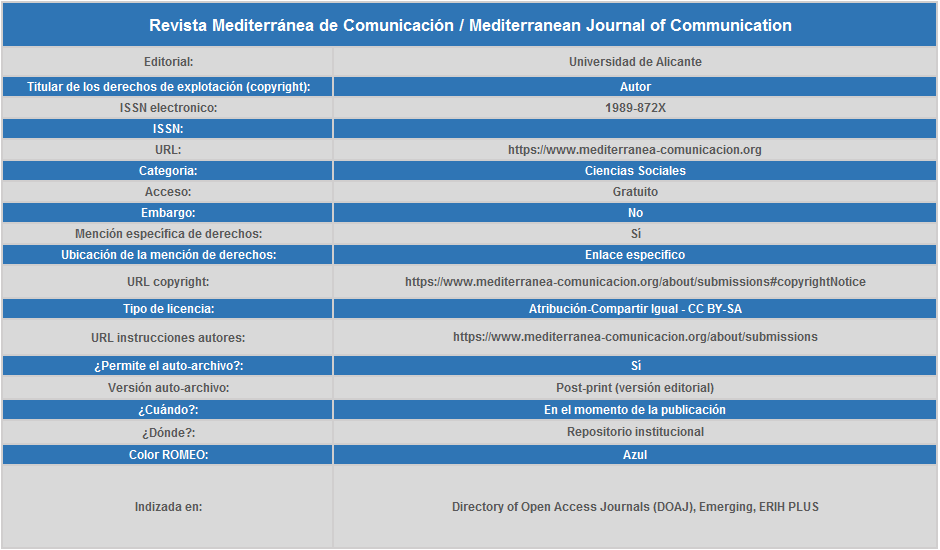 Revista Mediterránea de Comunicación / Mediterranean Journal of Communication
Editorial: Universidad de Alicante
Titular de los derechos de explotación (copyright): Autor
ISSN electronico: 1989-872X
ISSN:
URL: https://www.mediterranea-comunicacion.org
Categoria: Ciencias Sociales
Acceso: Gratuito
Embargo: No
Mención específica de derechos: Sí
Ubicación de la mención de derechos: Enlace especifico
URL copyright: https://www.mediterranea-comunicacion.org/about/submissions#copyrightNotice
Tipo de licencia: Atribución-Compartir Igual - CC BY-SA
URL instrucciones autores: https://www.mediterranea-comunicacion.org/about/submissions
¿Permite el auto-archivo?: Sí
Versión auto-archivo: Post-print (versión editorial)
¿Cuándo?: En el momento de la publicación
¿Dónde?: Repositorio institucional
Color ROMEO: Azul
Indizada en: Directory of Open Access Journals (DOAJ), Emerging, ERIH PLUS